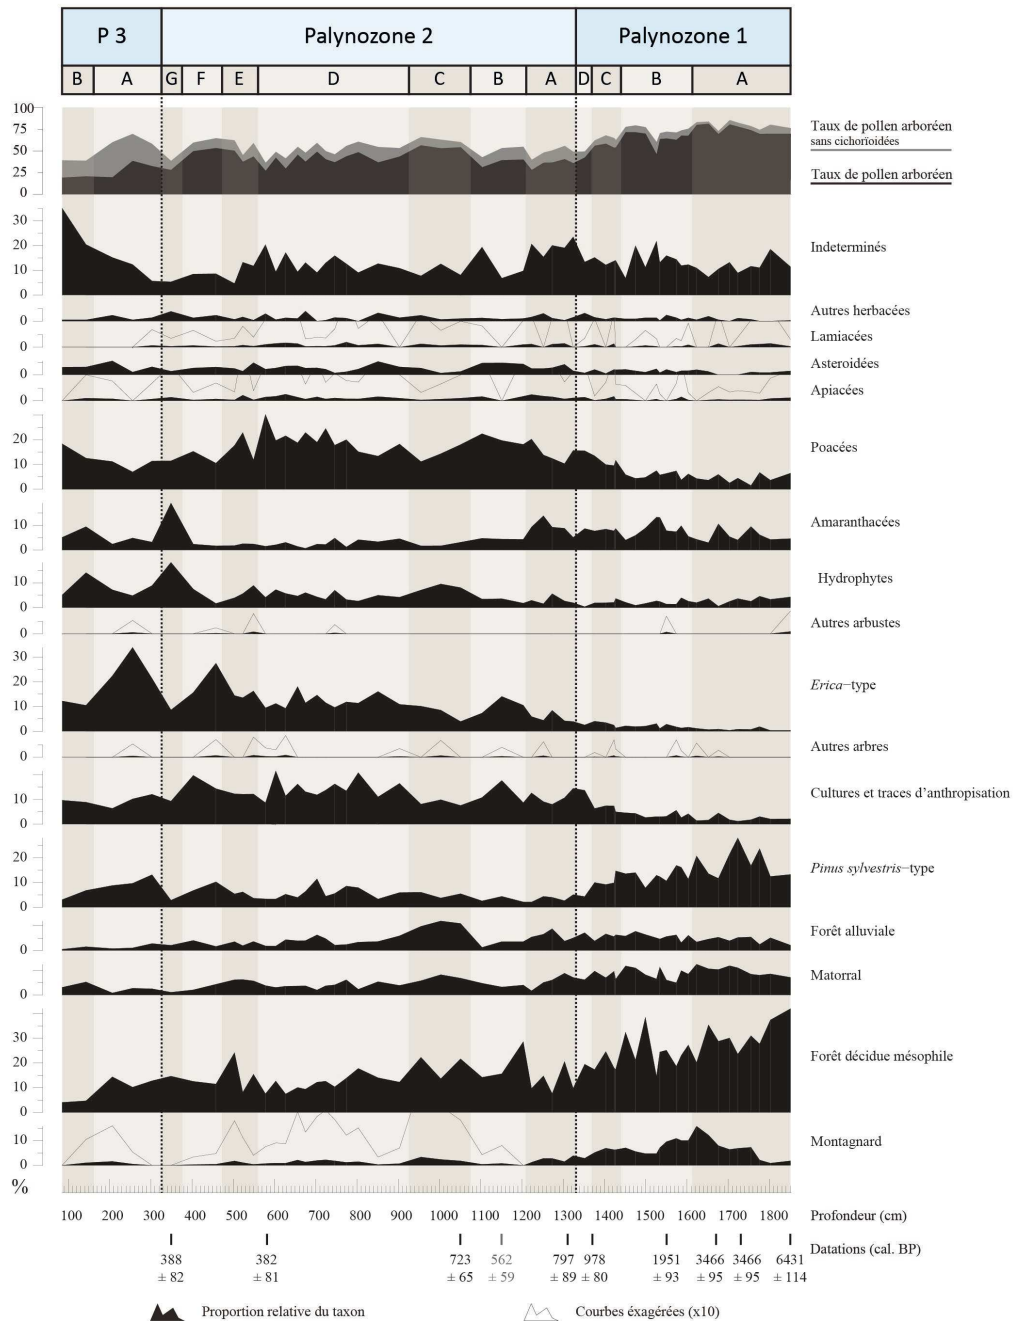 P 3 Palynozone 2 Palynozone 1
B A G F E D C B A D C B A
100
75
50
25
0
Taux de pollen arboréen
sans cichorïoidées
Taux de pollen arboréen
30
20
10
0
Indeterminés
0
Autres herbacées
0
Lamiacées
0
Asteroidées
0
Apiacées
20
10
0
Poacées
10
0
Amaranthacées
10
0
Hydrophytes
0
Autres arbustes
30
20
10
0
Erica−type
0
Autres arbres
10
0
Cultures et traces d’anthropisation
20
10
0
Pinus sylvestris−type
0
Forêt alluviale
0
Matorral
30
20
10
0
Forêt décidue mésophile
10
0
Montagnard
%
100 200 300 400 500 600 700 800 900 1000 1100 1200 1300 1400 1500 1600 1700 1800 Profondeur (cm)
388 382 723 562 797 978 1951 3466 3466 6431 Datations (cal. BP)
± 82 ± 81 ± 65 ± 59 ± 89 ± 80 ± 93 ± 95 ± 95 ± 114
Proportion relative du taxon Courbes éxagérées (x10)